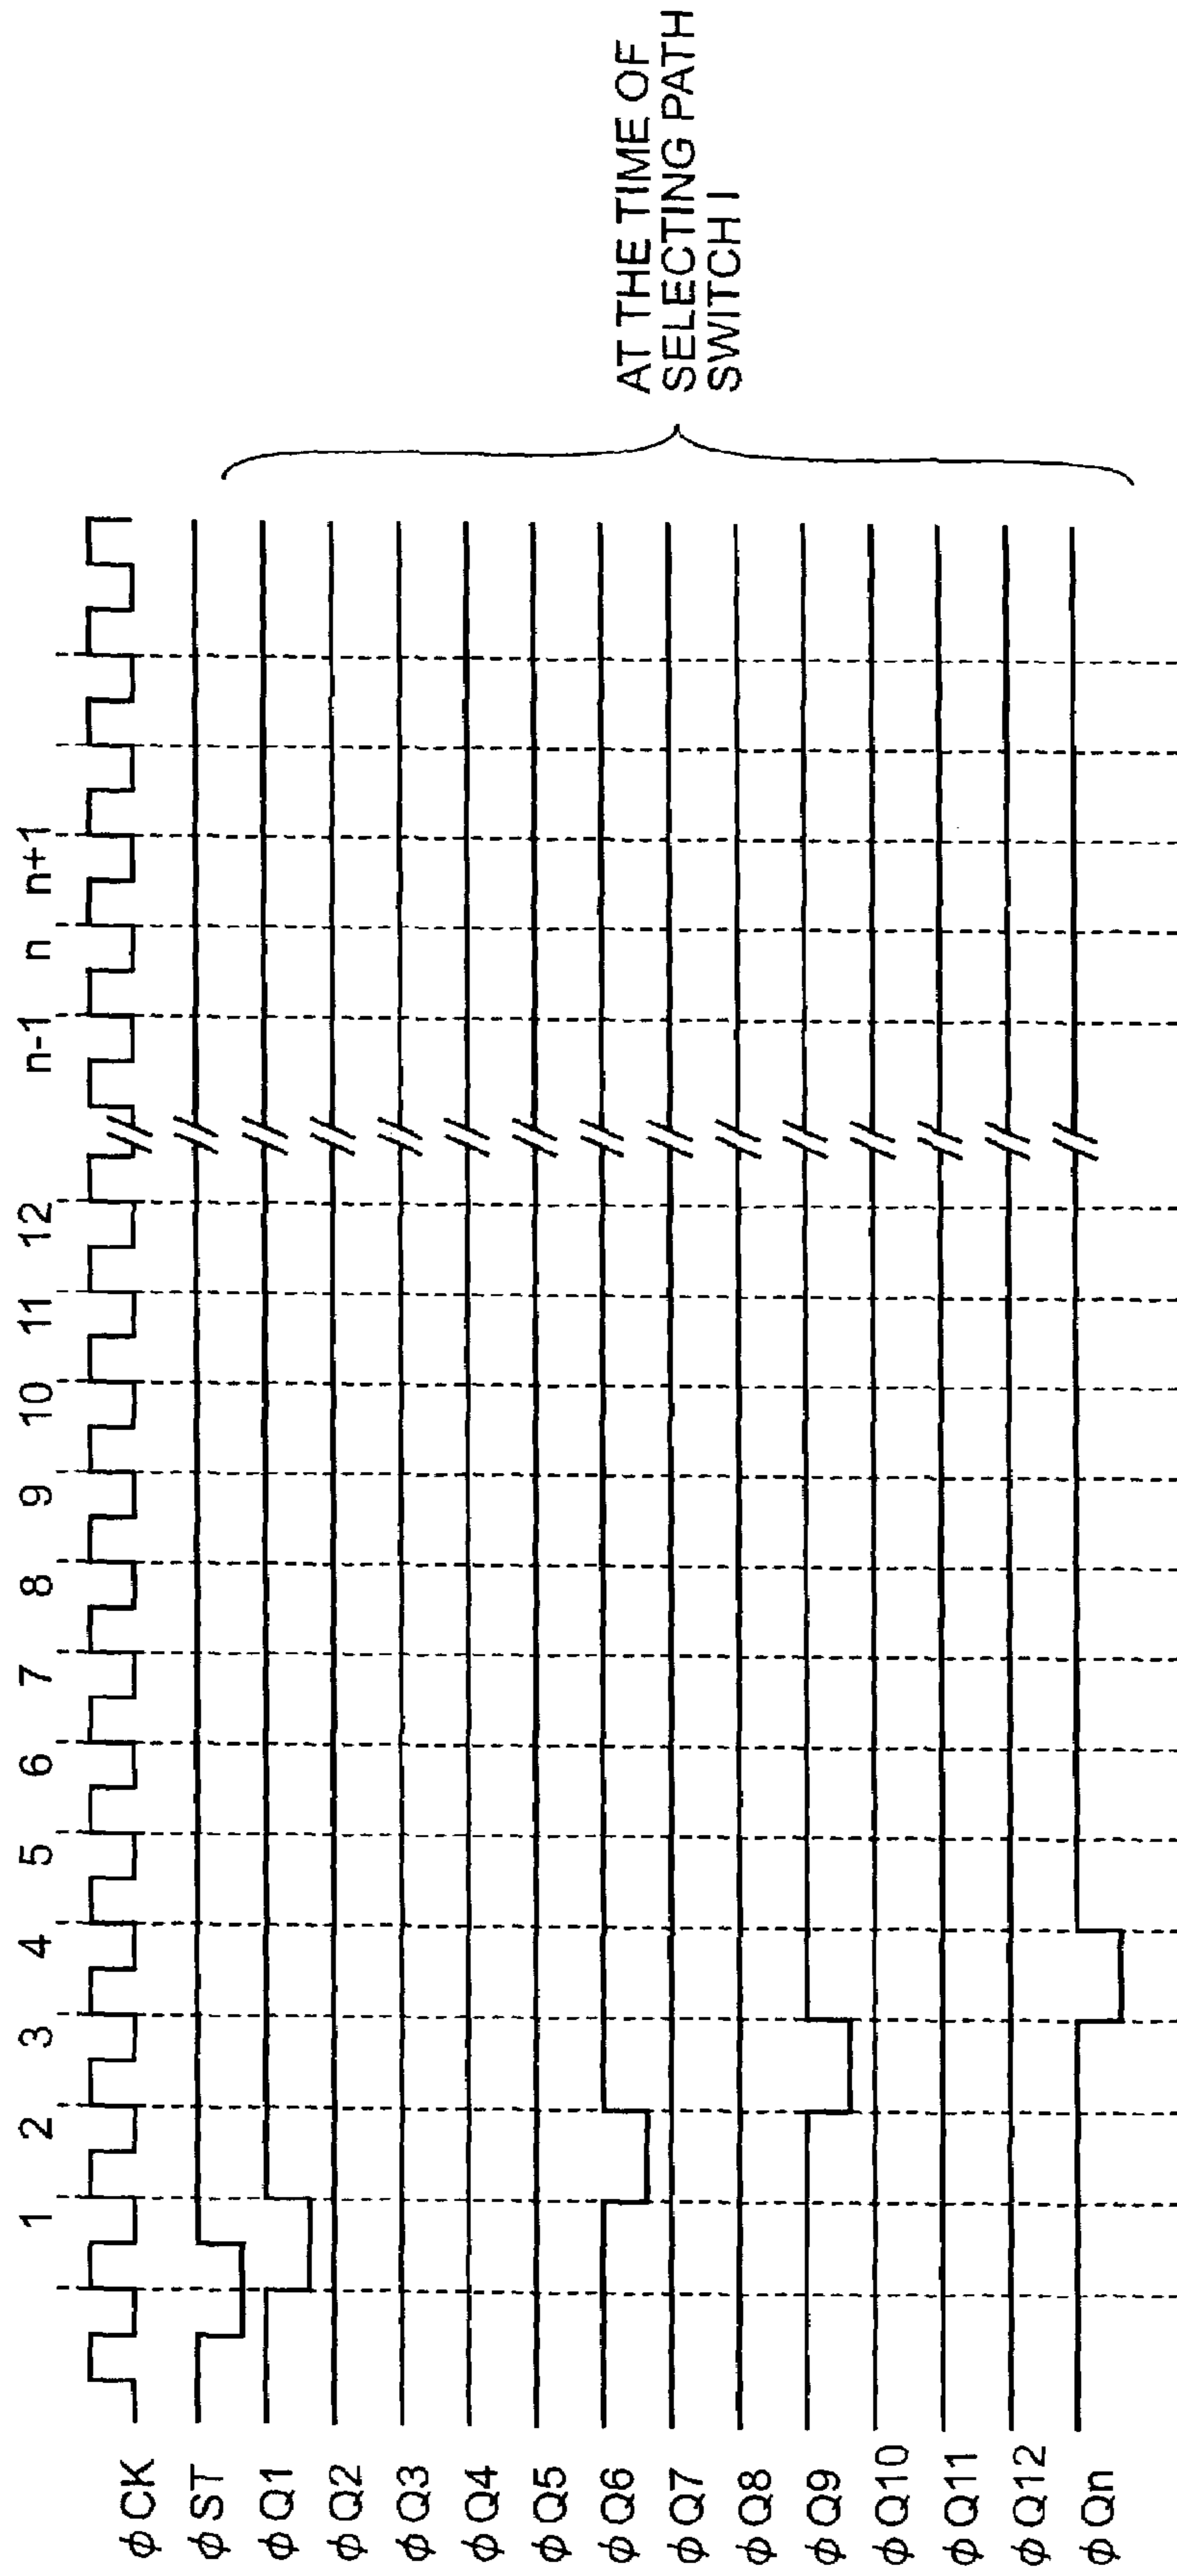 1 2 3 4 5 6 7 8 9 10 11 12 n-1 n n+1
ϕCK
ϕST
ϕQ1
ϕQ2
ϕQ3
ϕQ4
ϕQ5
ϕQ6
ϕQ7
ϕQ8
ϕQ9
ϕQ10
ϕQ11
ϕQ12
ϕQn
AT THE TIME OF
SELECTING PATH
SWITCH I